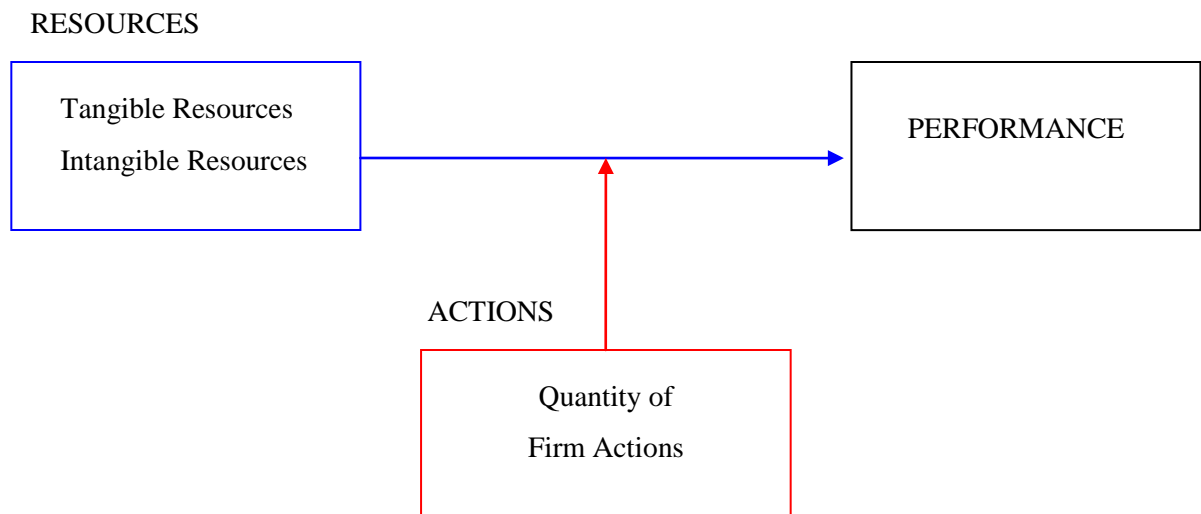 RESOURCES
Tangible Resources
Intangible Resources
PERFORMANCE
ACTIONS
Quantity of
Firm Actions